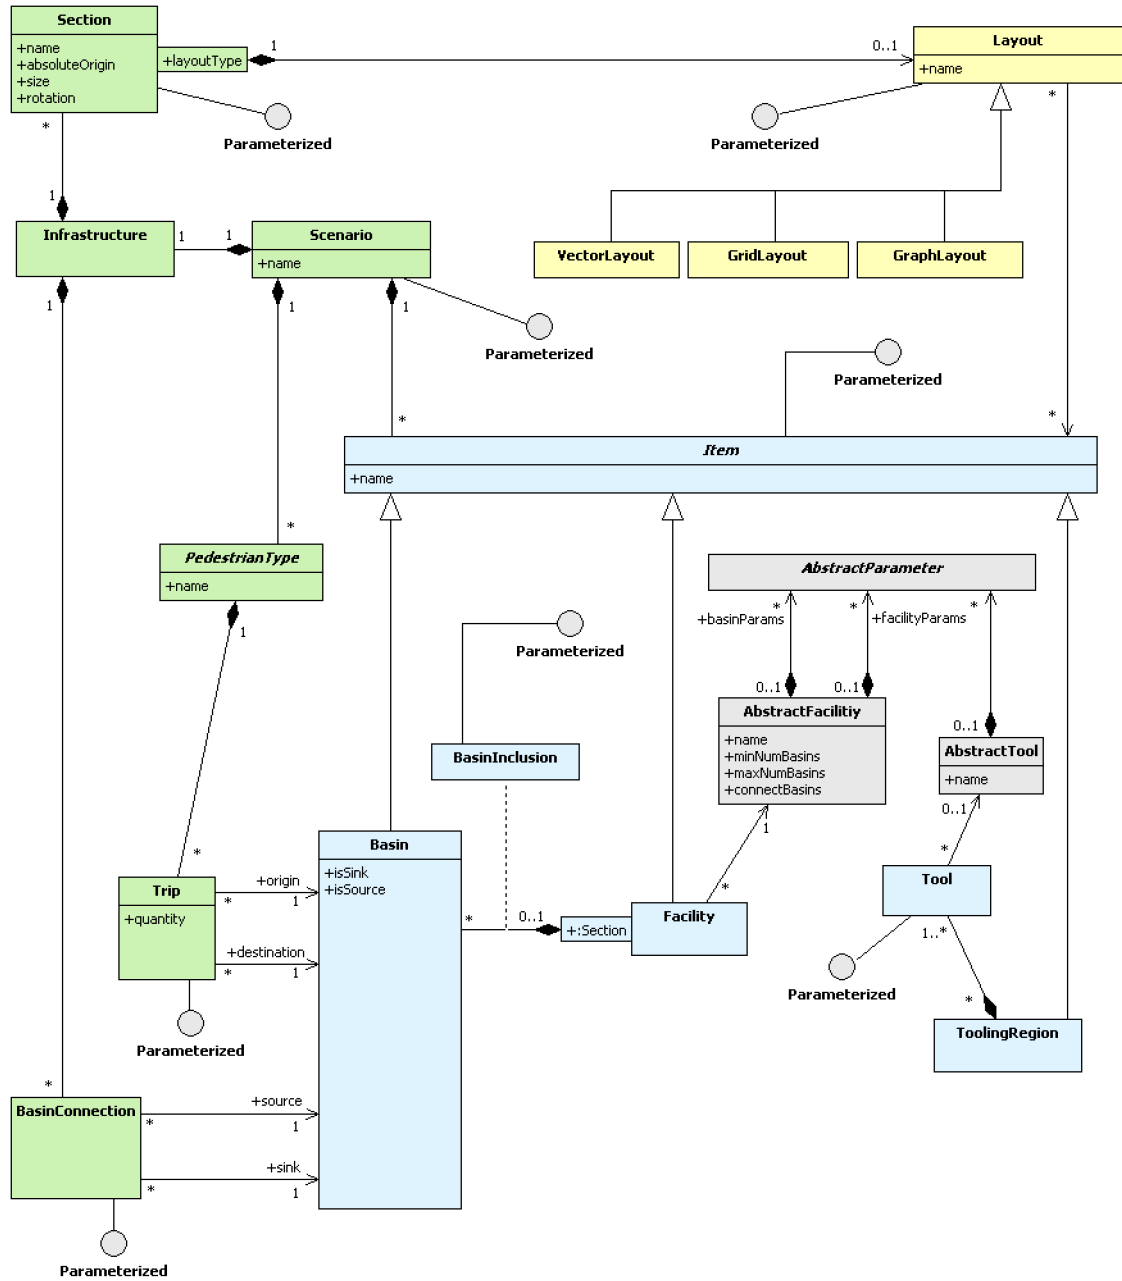 Section
+name
+absoluteOrigin
+size
+rotation
+layoutType
1
0..1
Layout
+name
*
Parameterized
Parameterized
*
1
Infrastructure
1
1
Scenario
+name
VectorLayout
GridLayout
GraphLayout
1
1
1
Parameterized
Parameterized
*
*
Item
+name
*
PedestrianType
+name
1
AbstractParameter
*
+basinParams
*
+facilityParams
*
Parameterized
0..1
0..1
AbstractFacilitiy
+name
+minNumBasins
+maxNumBasins
+connectBasins
0..1
AbstractTool
+name
BasinInclusion
0..1
1
*
*
Basin
+isSink
+isSource
Trip
+quantity
+origin
*
1
+destination
*
1
*
0..1
+:Section
*
Facility
Tool
1..*
Parameterized
*
ToolingRegion
Parameterized
*
BasinConnection
+source
*
1
+sink
*
1
Parameterized